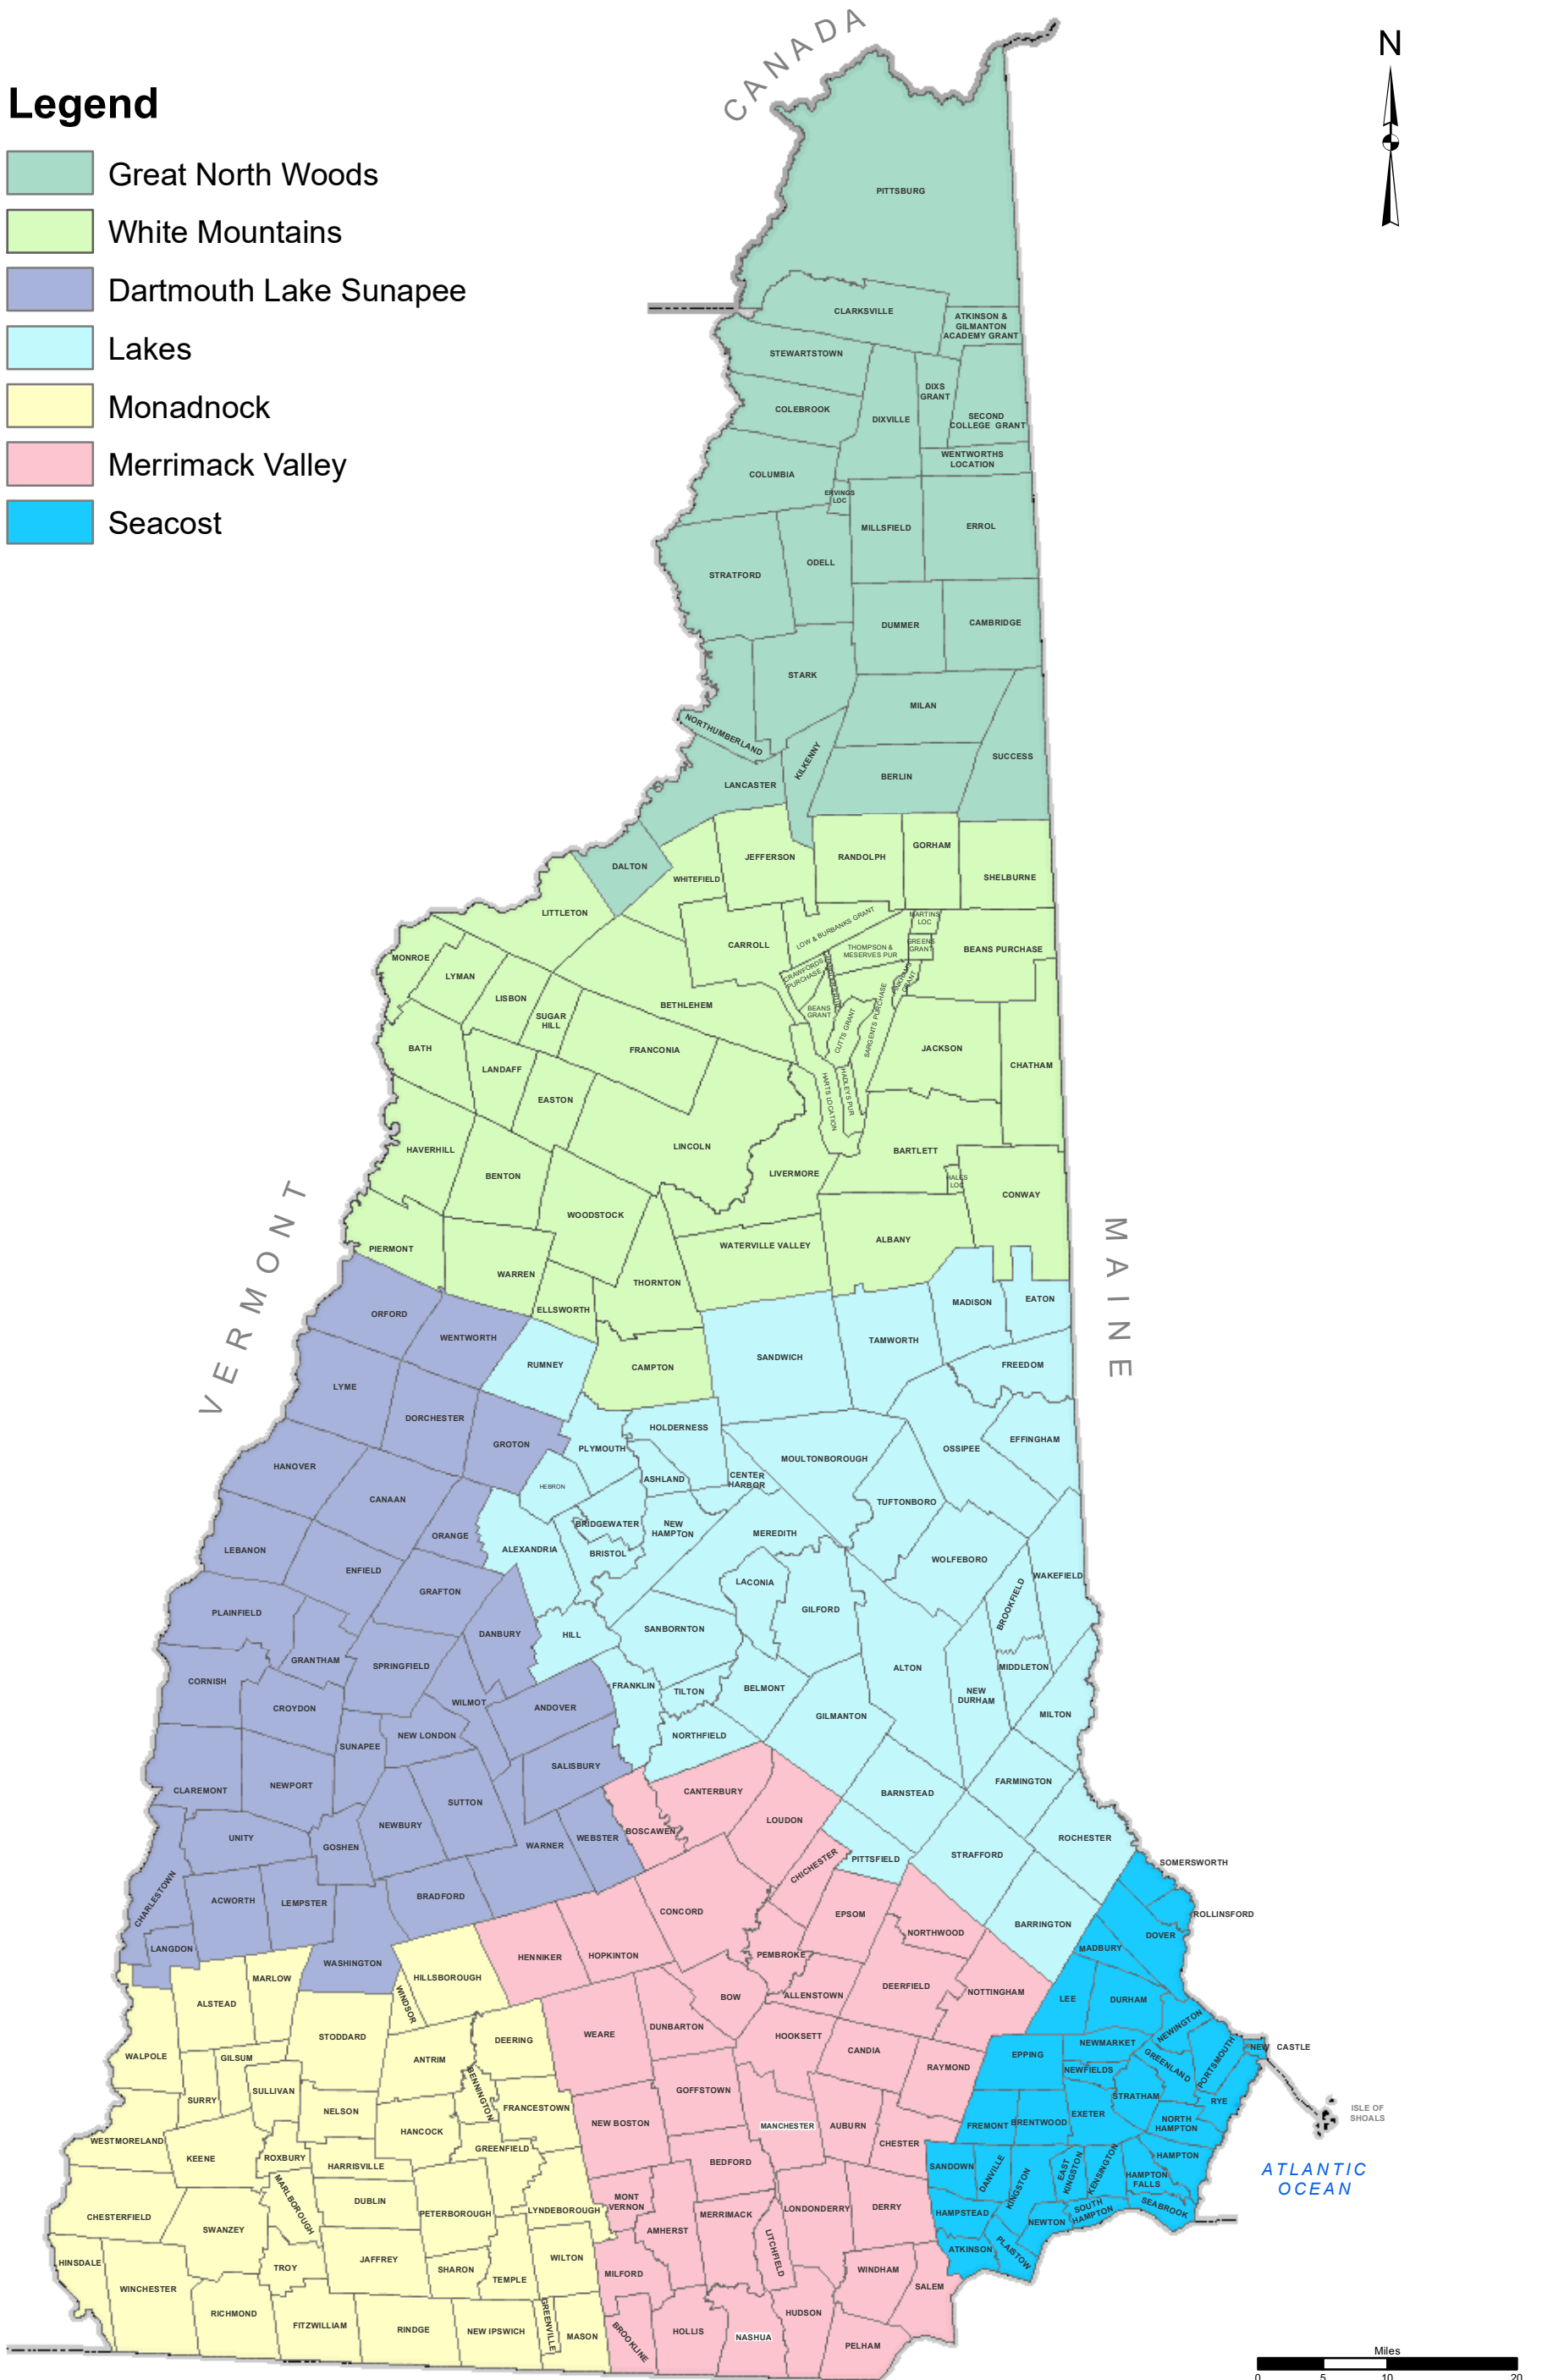 CANADA
N
Legend
Great North Woods
White Mountains
Dartmouth Lake Sunapee
Lakes
Monadnock
Merrimack Valley
Seacost
PITTSBURG
CLARKSVILLE
ATKINSON &
GILMANTON
ACADEMY GRANT
STEWARTSTOWN
DIXS
GRANT
COLEBROOK
DIXVILLE
SECOND
COLLEGE GRANT
WENTWORTHS
LOCATION
COLUMBIA
ERVINGS
LOC
MILLSFIELD
ERROL
ODELL
STRATFORD
DUMMER
CAMBRIDGE
STARK
MILAN
NORTHUMBERLAND
KILKENNY
SUCCESS
BERLIN
LANCASTER
DALTON
WHITEFIELD
JEFFERSON
RANDOLPH
GORHAM
SHELBURNE
LITTLETON
CARROLL
LOW & BURBANKS GRANT
MARTINS
LOC
GREENS
GRANT
THOMPSON &
MESERVES PUR
BEANS PURCHASE
MONROE
LYMAN
LISBON
SUGAR
HILL
BETHLEHEM
CRAWFORDS
PURCHASE
BEANS
GRANT
CUTTS GRANT
SARGENTS PURCHASE
BATH
LANDAFF
FRANCONIA
JACKSON
CHATHAM
EASTON
HARTS LOCATION
HADLEYS PUR
HAVERHILL
BENTON
LINCOLN
LIVERMORE
BARTLETT
HALES
LOC
CONWAY
WOODSTOCK
PIERMONT
WARREN
WATERVILLE VALLEY
ALBANY
VERMONT
MAINE
THORNTON
ELLSWORTH
ORFORD
WENTWORTH
RUMNEY
CAMPTON
SANDWICH
TAMWORTH
MADISON
EATON
FREEDOM
LYME
DORCHESTER
GROTON
PLYMOUTH
HOLDERNESS
ASHLAND
CENTER
HARBOR
MOULTONBOROUGH
OSSIPEE
EFFINGHAM
HANOVER
CANAAN
HEBRON
TUFTONBORO
ORANGE
ALEXANDRIA
BRIDGEWATER
BRISTOL
NEW
HAMPTON
MEREDITH
LEBANON
ENFIELD
GRAFTON
LACONIA
GILFORD
WOLFEBORO
BROOKFIELD
WAKEFIELD
PLAINFIELD
DANBURY
HILL
SANBORNTON
GRANTHAM
SPRINGFIELD
CORNISH
CROYDON
WILMOT
ANDOVER
FRANKLIN
TILTON
BELMONT
ALTON
NEW
DURHAM
MIDDLETON
MILTON
NEW LONDON
SUNAPEE
NORTHFIELD
GILMANTON
CLAREMONT
NEWPORT
SUTTON
SALISBURY
CANTERBURY
BARNSTEAD
FARMINGTON
UNITY
GOSHEN
NEWBURY
WARNER
WEBSTER
BOSCAWEN
LOUDON
CHICHESTER
PITTSFIELD
STRAFFORD
ROCHESTER
SOMERSWORTH
CHARLESTOWN
ACWORTH
LEMPSTER
BRADFORD
CONCORD
EPSOM
NORTHWOOD
BARRINGTON
ROLLINSFORD
DOVER
LANGDON
WASHINGTON
HENNIKER
HOPKINTON
PEMBROKE
MADBURY
HILLSBOROUGH
MARLOW
WINDSOR
ALSTEAD
BOW
ALLENSTOWN
DEERFIELD
NOTTINGHAM
LEE
DURHAM
STODDARD
DEERING
WEARE
DUNBARTON
HOOKSETT
CANDIA
RAYMOND
EPPING
NEWMARKET
NEWINGTON
NEW CASTLE
WALPOLE
GILSUM
ANTRIM
BENNINGTON
NEWFIELDS
GREENLAND
PORTSMOUTH
SURRY
SULLIVAN
NELSON
HANCOCK
FRANCESTOWN
NEW BOSTON
GOFFSTOWN
MANCHESTER
AUBURN
CHESTER
FREMONT
BRENTWOOD
EXETER
STRATHAM
RYE
NORTH
HAMPTON
ISLE OF
SHOALS
WESTMORELAND
KEENE
ROXBURY
HARRISVILLE
GREENFIELD
BEDFORD
SANDOWN
DANVILLE
KINGSTON
EAST
KINGSTON
KENSINGTON
HAMPTON
HAMPTON
FALLS
ATLANTIC
OCEAN
CHESTERFIELD
SWANZEY
MARLBOROUGH
DUBLIN
PETERBOROUGH
LYNDEBOROUGH
MONT
VERNON
AMHERST
MERRIMACK
LITCHFIELD
LONDONDERRY
DERRY
HAMPSTEAD
NEWTON
SOUTH
HAMPTON
SEABROOK
HINSDALE
WINCHESTER
TROY
JAFFREY
SHARON
TEMPLE
WILTON
MILFORD
WINDHAM
SALEM
ATKINSON
PLAISTOW
RICHMOND
FITZWILLIAM
RINDGE
NEW IPSWICH
GREENVILLE
MASON
BROOKLINE
HOLLIS
NASHUA
HUDSON
PELHAM
Miles
0 5 10 20